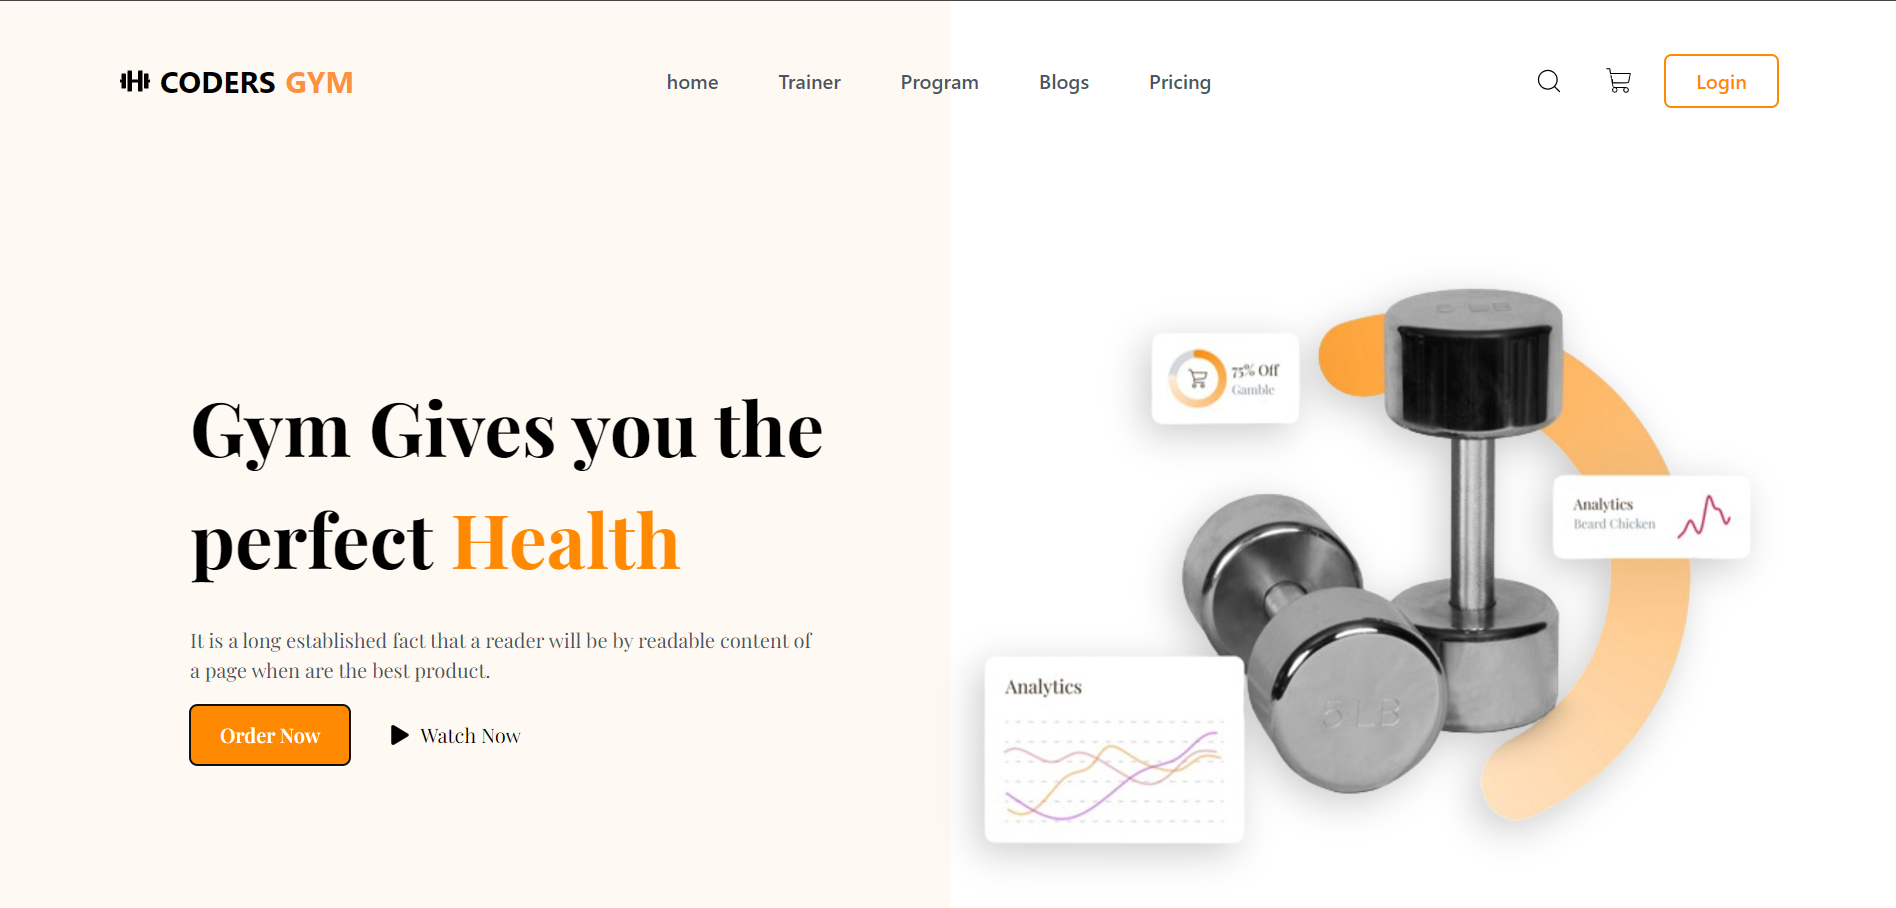 CODERS GYM
home
Trainer
Program
Blogs
Pricing
Login
Gym Gives you the
perfect Health
It is a long established fact that a reader will be by readable content of
a page when are the best product.
Order Now
Watch Now
75% Off
Gamble
5 LB
Analytics
Beard Chicken
5 LB
Analytics